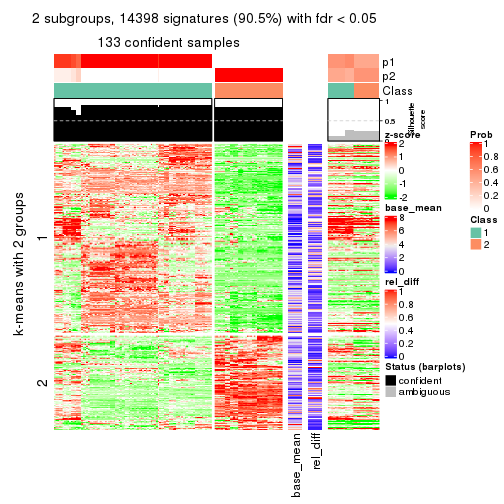 2 subgroups, 14398 signatures (90.5%) with fdr < 0.05
133 confident samples
p1
p2
Class
1
0.5
0
Silhouette
score
k-means with 2 groups
1
2
z-score
2
1
0
-1
-2
base_mean
8
6
4
2
0
rel_diff
1
0.8
0.6
0.4
0.2
0
Prob
1
0.8
0.6
0.4
0.2
0
Class
1
2
Status (barplots)
confident
ambiguous
base_mean
rel_diff